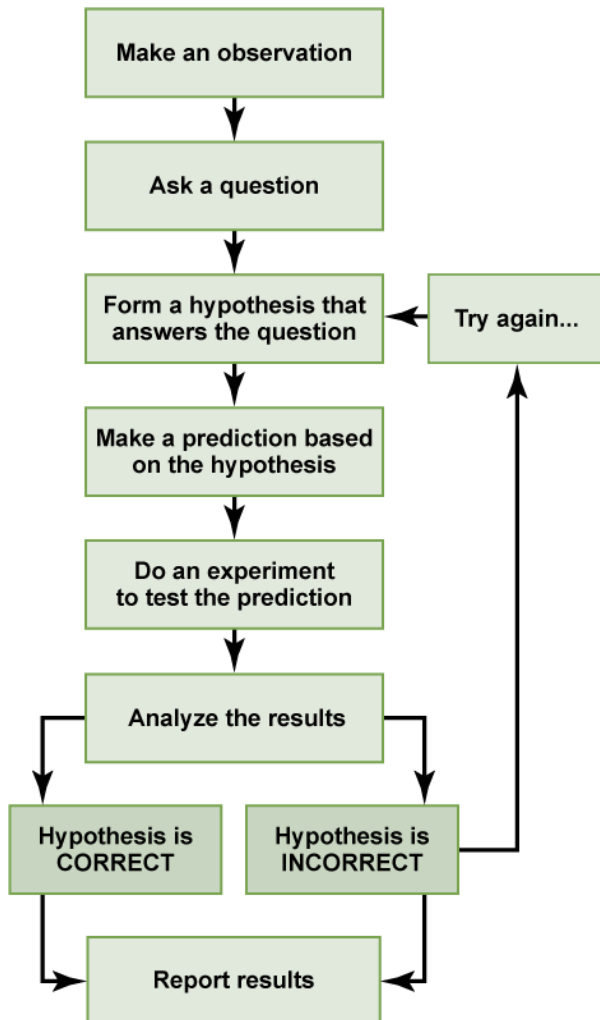 Make an observation
Ask a question
Form a hypothesis that
answers the question
Try again...
Make a prediction based
on the hypothesis
Do an experiment
to test the prediction
Analyze the results
Hypothesis is
CORRECT
Hypothesis is
INCORRECT
Report results